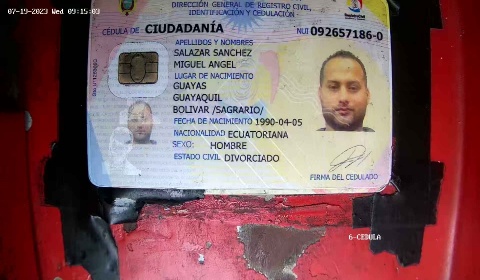 07-19-2023 Wed 09:15:03
DIRECCIÓN GENERAL DE REGISTRO CIVIL,
IDENTIFICACIÓN Y CEDULACIÓN
CÉDULA DE CIUDADANÍA
NUI 092657186-0
APELLIDOS Y NOMBRES
SALAZAR SANCHEZ
MIGUEL ANGEL
LUGAR DE NACIMIENTO
GUAYAS
GUAYAQUIL
BOLIVAR /SAGRARIO/
FECHA DE NACIMIENTO 1990-04-05
NACIONALIDAD ECUATORIANA
SEXO: HOMBRE
ESTADO CIVIL DIVORCIADO
FIRMA DEL CEDULADO
6-CEDULA